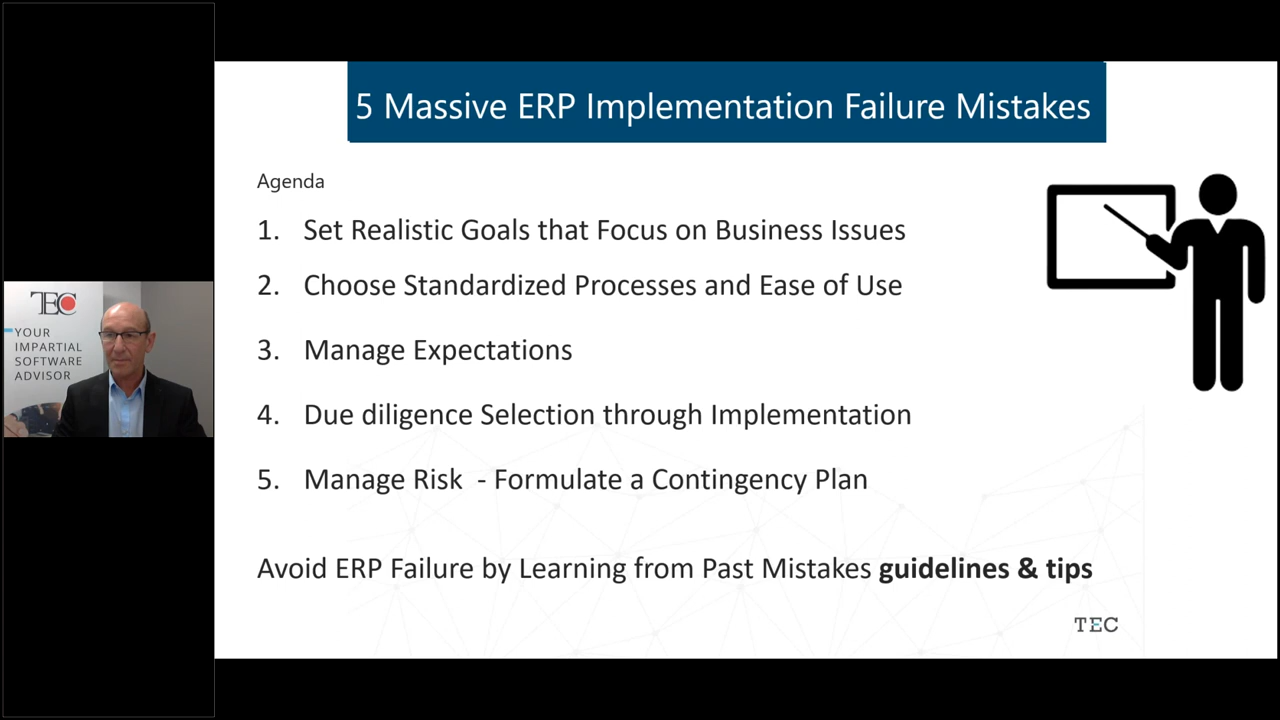 5 Massive ERP Implementation Failure Mistakes
Agenda
1. Set Realistic Goals that Focus on Business Issues
2. Choose Standardized Processes and Ease of Use
3. Manage Expectations
4. Due diligence Selection through Implementation
5. Manage Risk - Formulate a Contingency Plan
Avoid ERP Failure by Learning from Past Mistakes guidelines & tips
TEC
TEC
YOUR
IMPARTIAL
SOFTWARE
ADVISOR